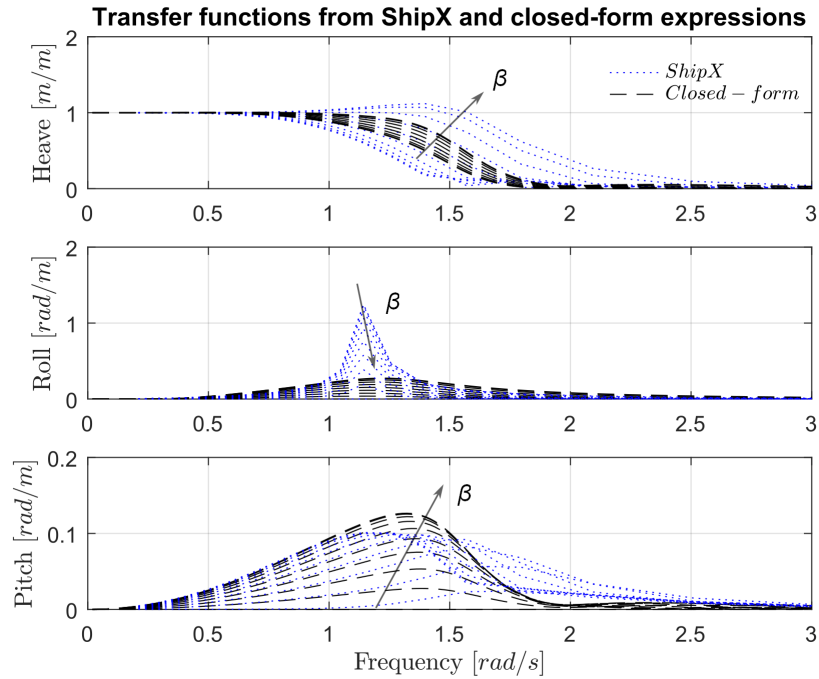 Transfer functions from ShipX and closed-form expressions
Heave [m/m]
2
1
0
β
ShipX
Closed − form
0 0.5 1 1.5 2 2.5 3
Roll [rad/m]
2
1
0
β
0 0.5 1 1.5 2 2.5 3
Pitch [rad/m]
0.2
0.1
0
β
0 0.5 1 1.5 2 2.5 3
Frequency [rad/s]